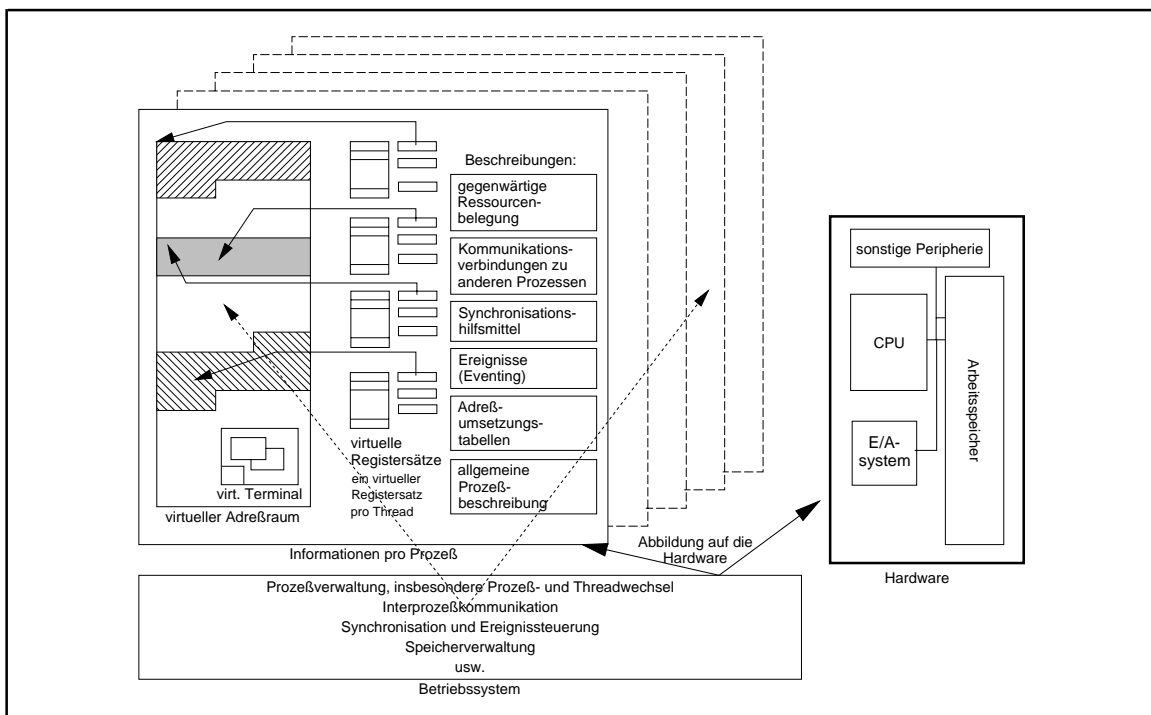 Beschreibungen:
gegenwärtige
Ressourcen-
belegung
Kommunikations-
verbindungen zu
anderen Prozessen
Synchronisations-
hilfsmittel
Ereignisse
(Eventing)
Adreß-
umsetzungs-
tabellen
allgemeine
Prozeß-
beschreibung
virtuelle
Registersätze
ein virtueller
Registersatz
pro Thread
virt. Terminal
virtueller Adreßraum
Informationen pro Prozeß
sonstige Peripherie
CPU
E/A-
system
Arbeitsspeicher
Hardware
Abbildung auf die
Hardware
Prozeßverwaltung, insbesondere Prozeß- und Threadwechsel
Interprozeßkommunikation
Synchronisation und Ereignissteuerung
Speicherverwaltung
usw.
Betriebssystem